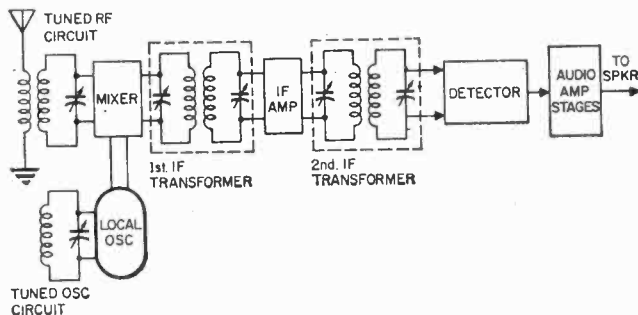 TUNED RF
CIRCUIT
MIXER
1st. IF
TRANSFORMER
IF
AMP
2nd. IF
TRANSFORMER
DETECTOR
AUDIO
AMP
STAGES
TO
SPKR
LOCAL
OSC
TUNED OSC
CIRCUIT